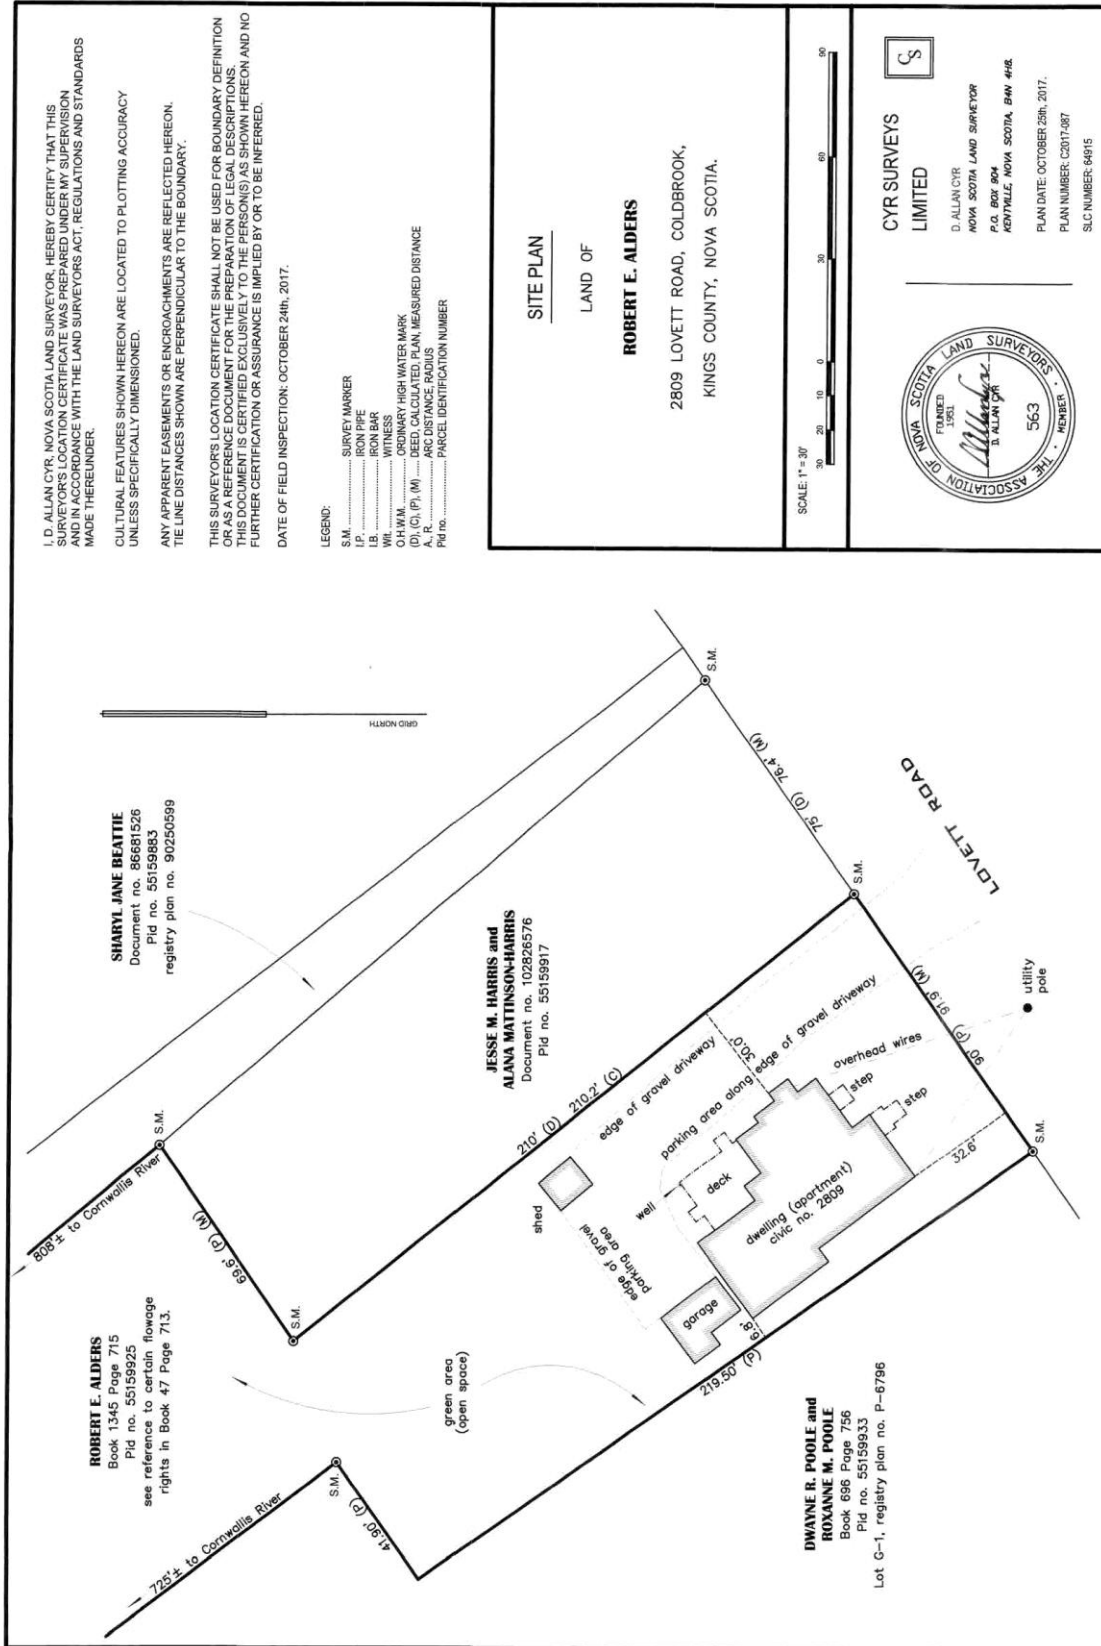 I, D. ALLAN CYR, NOVA SCOTIA LAND SURVEYOR, HEREBY CERTIFY THAT THIS
SURVEYOR'S LOCATION CERTIFICATE WAS PREPARED UNDER MY SUPERVISION
AND IN ACCORDANCE WITH THE LAND SURVEYORS ACT, REGULATIONS AND STANDARDS
MADE THEREUNDER.
CULTURAL FEATURES SHOWN HEREON ARE LOCATED TO PLOTTING ACCURACY
UNLESS SPECIFICALLY DIMENSIONED.
ANY APPARENT EASEMENTS OR ENCROACHMENTS ARE REFLECTED HEREON.
TIE LINE DISTANCES SHOWN ARE PERPENDICULAR TO THE BOUNDARY.
THIS SURVEYOR'S LOCATION CERTIFICATE SHALL NOT BE USED FOR BOUNDARY DEFINITION
OR AS A REFERENCE DOCUMENT FOR THE PREPARATION OF LEGAL DESCRIPTIONS.
THIS DOCUMENT IS CERTIFIED EXCLUSIVELY TO THE PERSON(S) AS SHOWN HEREON AND NO
FURTHER CERTIFICATION OR ASSURANCE IS IMPLIED BY OR TO BE INFERRED.
DATE OF FIELD INSPECTION: OCTOBER 24th, 2017.
LEGEND:
S.M. .................. SURVEY MARKER
I.P. .................. IRON PIPE
I.B. .................. IRON BAR
Wit. .................. WITNESS
O.H.W.M. .................. ORDINARY HIGH WATER MARK
(D), (C), (P), (M) ....... DEED, CALCULATED, PLAN, MEASURED DISTANCE
A., R. .................. ARC DISTANCE, RADIUS
Pid no. .................. PARCEL IDENTIFICATION NUMBER
SITE PLAN
LAND OF
ROBERT E. ALDERS
2809 LOVETT ROAD, COLDBROOK,
KINGS COUNTY, NOVA SCOTIA.
SCALE: 1" = 30'
30 20 10 0 30 60 90
THE ASSOCIATION OF NOVA SCOTIA LAND SURVEYORS · MEMBER ·
FOUNDED
1951
D. ALLAN CYR
563
CYR SURVEYS
LIMITED
CS
D. ALLAN CYR
NOVA SCOTIA LAND SURVEYOR
P.O. BOX 904
KENTVILLE, NOVA SCOTIA, B4N 4H8.
PLAN DATE: OCTOBER 25th, 2017.
PLAN NUMBER: C2017-087
SLC NUMBER: 64915
GRID NORTH
SHARYL JANE BEATTIE
Document no. 86681526
Pid no. 55159883
registry plan no. 90250599
ROBERT E. ALDERS
Book 1345 Page 715
Pid no. 55159925
see reference to certain flowage
rights in Book 47 Page 713.
808'± to Cornwallis River
S.M.
69.6' (P) (M)
S.M.
725'± to Cornwallis River
S.M.
41.90' (P)
green area
(open space)
JESSE M. HARRIS and
ALANA MATTINSON-HARRIS
Document no. 102826576
Pid no. 55159917
210' (D) 210.2' (C)
S.M.
75' (D) 76.4' (M)
S.M.
LOVETT ROAD
shed
edge of gravel driveway
edge of gravel
parking area
well
deck
parking area along edge of gravel driveway
30.0'
overhead wires
step
step
dwelling (apartment)
civic no. 2809
garage
6.8'
219.50' (P)
32.6'
90' (P) 91.9' (M)
S.M.
utility
pole
DWAYNE R. POOLE and
ROXANNE M. POOLE
Book 696 Page 756
Pid no. 55159933
Lot G-1, registry plan no. P-6796